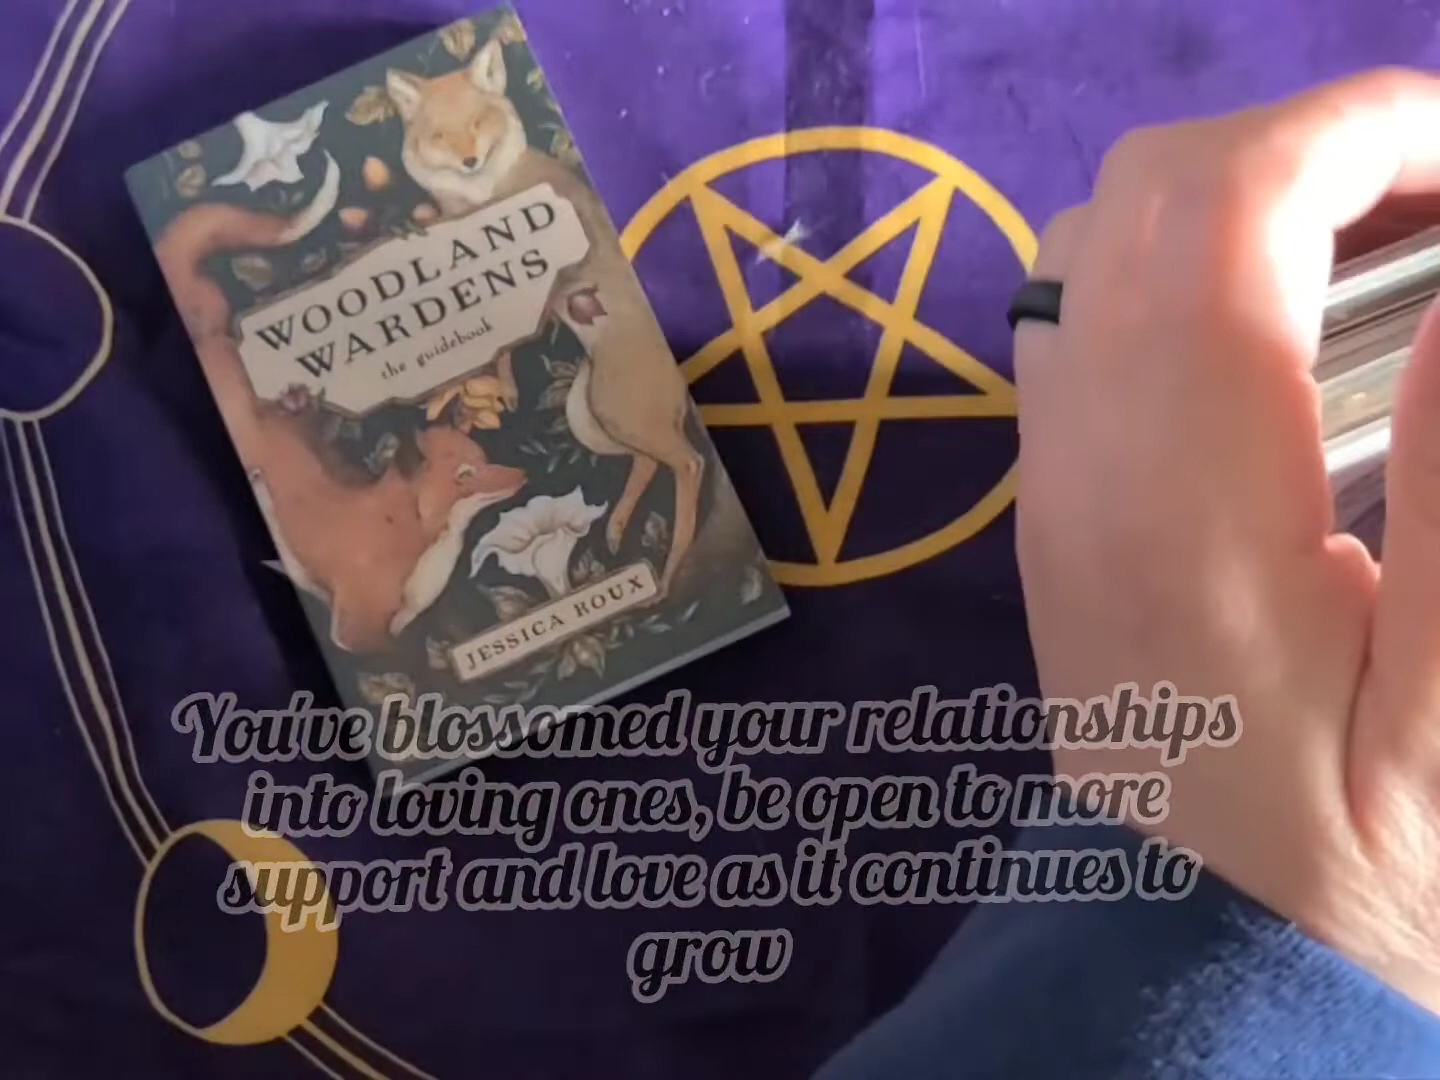 WOODLAND
WARDENS
the guidebook
JESSICA ROUX
You've blossomed your relationships
into loving ones, be open to more
support and love as it continues to
grow